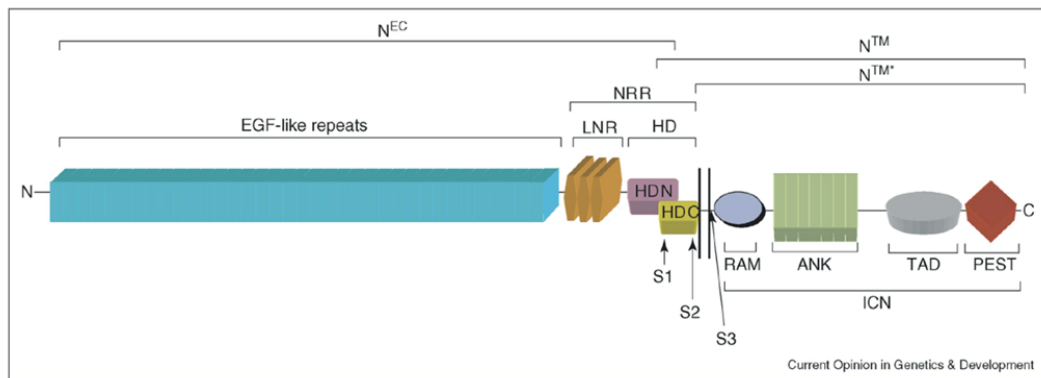 N^EC
N^TM
N^TM*
NRR
EGF-like repeats
LNR
HD
N
HDN
HDC
C
RAM
ANK
TAD
PEST
S1
S2
S3
ICN
Current Opinion in Genetics & Development